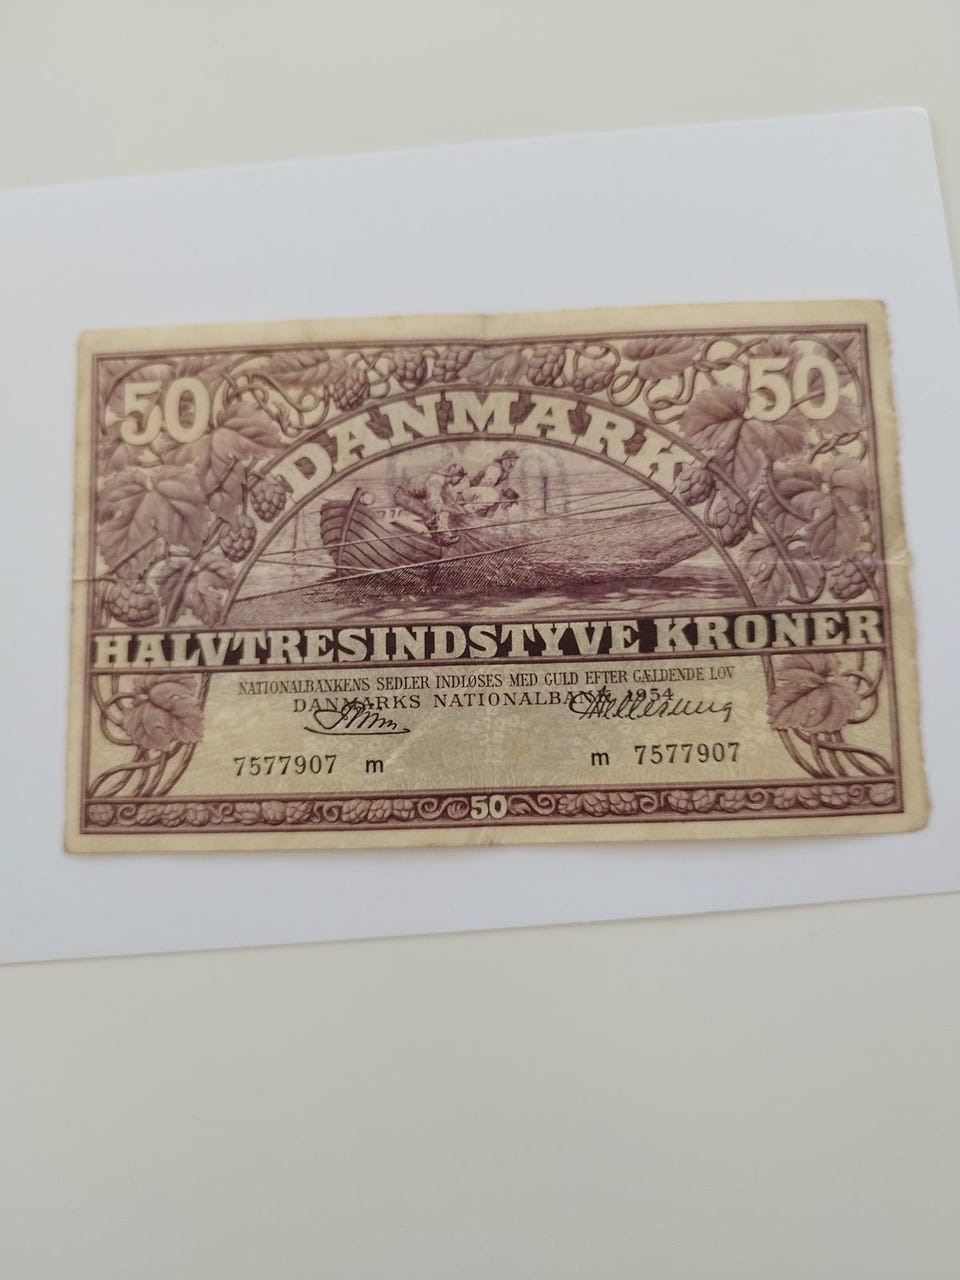 50 50
DANMARK
HALVTRESINDSTYVE KRONER
NATIONALBANKENS SEDLER INDLØSES MED GULD EFTER GÆLDENDE LOV
DANMARKS NATIONALBANK 1954
7577907 m m 7577907
50